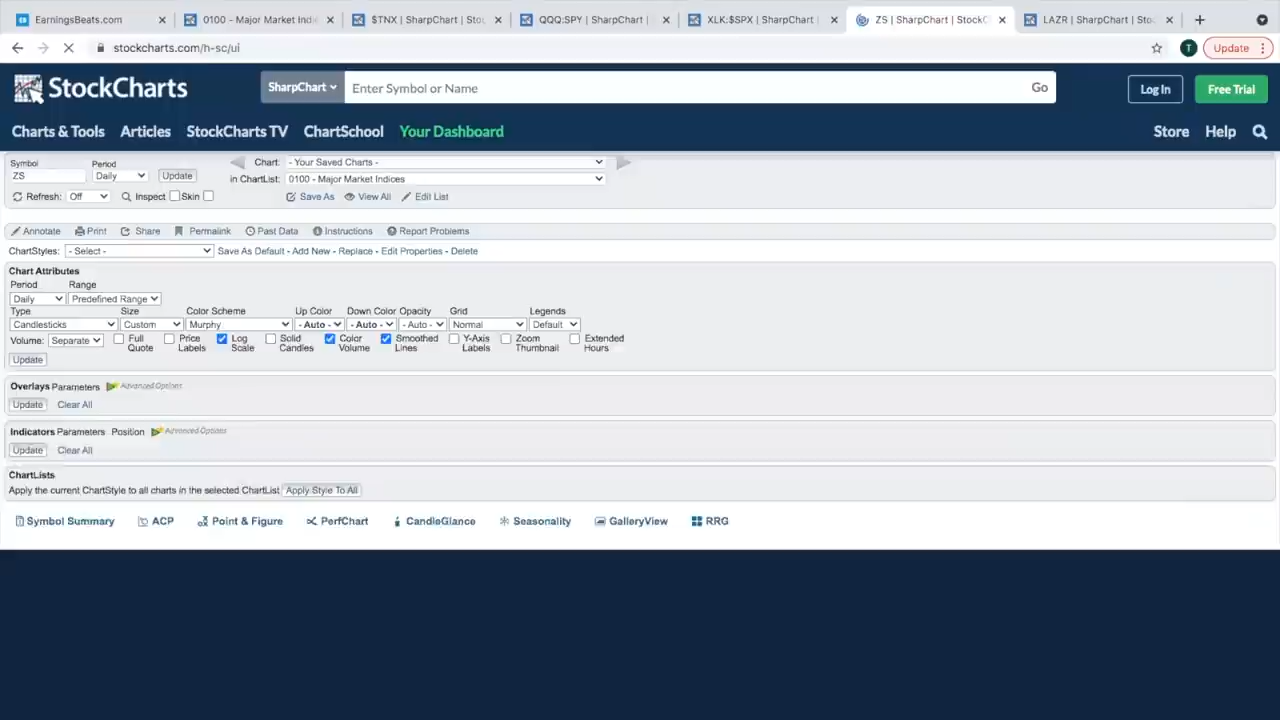 EarningsBeats.com
0100 - Major Market Indi
$TNX | SharpChart | Stoc
QQQ:SPY | SharpChart |
XLK:$SPX | SharpChart |
ZS | SharpChart | StockC
LAZR | SharpChart | Stoc
stockcharts.com/h-sc/ui
T
Update
StockCharts
SharpChart
Enter Symbol or Name
Go
Log In
Free Trial
Charts & Tools
Articles
StockCharts TV
ChartSchool
Your Dashboard
Store
Help
Symbol
Period
Chart:
- Your Saved Charts -
ZS
Daily
Update
in ChartList:
0100 - Major Market Indices
Refresh:
Off
Inspect
Skin
Save As
View All
Edit List
Annotate
Print
Share
Permalink
Past Data
Instructions
Report Problems
ChartStyles:
- Select -
Save As Default - Add New - Replace - Edit Properties - Delete
Chart Attributes
Period
Range
Daily
Predefined Range
Type
Size
Color Scheme
Up Color
Down Color
Opacity
Grid
Legends
Candlesticks
Custom
Murphy
- Auto -
- Auto -
- Auto -
Normal
Default
Volume:
Separate
Full Quote
Price Labels
Log Scale
Solid Candles
Color Volume
Smoothed Lines
Y-Axis Labels
Zoom Thumbnail
Extended Hours
Update
Overlays Parameters
Advanced Options
Update
Clear All
Indicators Parameters Position
Advanced Options
Update
Clear All
ChartLists
Apply the current ChartStyle to all charts in the selected ChartList
Apply Style To All
Symbol Summary
ACP
Point & Figure
PerfChart
CandleGlance
Seasonality
GalleryView
RRG